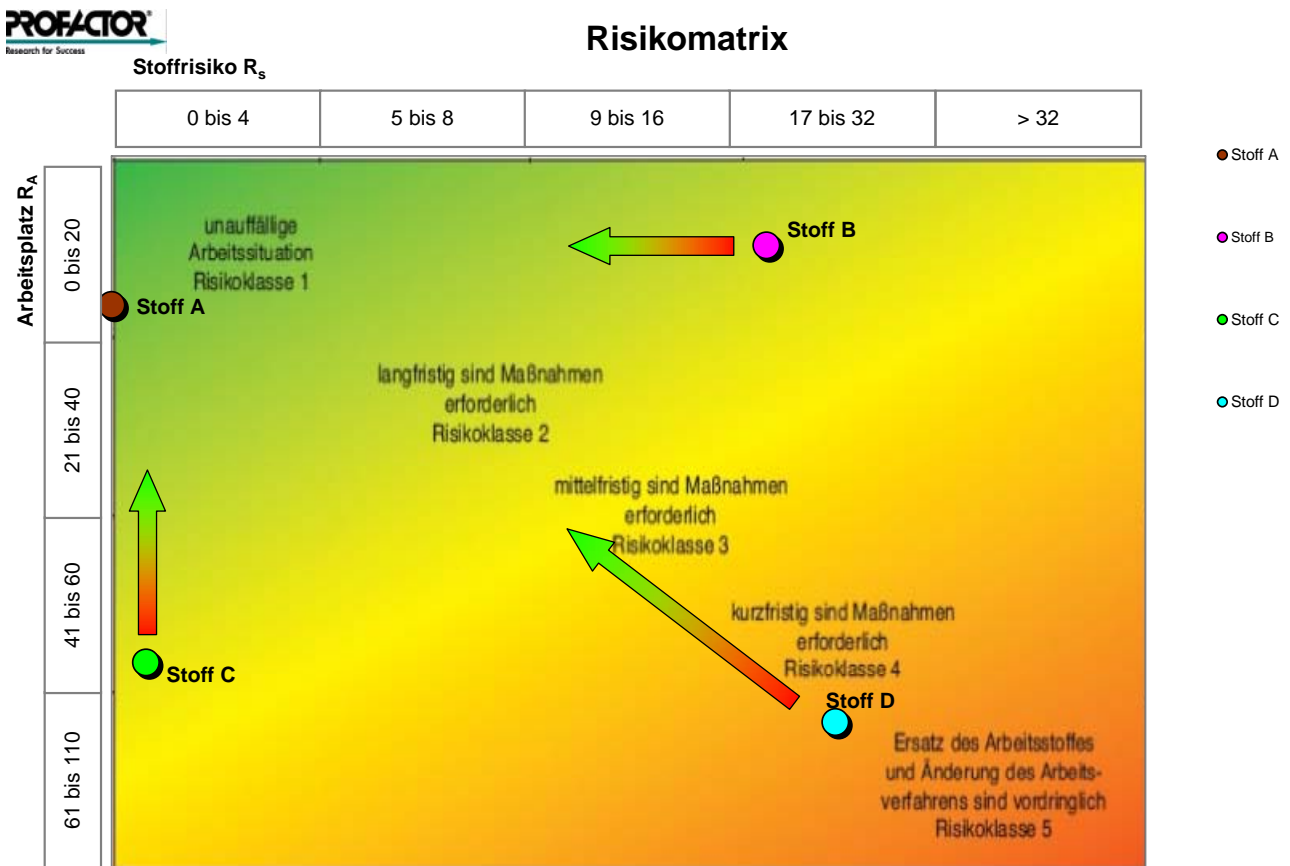 PROFACTOR®
Research for Success
Risikomatrix
Stoffrisiko Rs
0 bis 4
5 bis 8
9 bis 16
17 bis 32
> 32
Arbeitsplatz RA
0 bis 20
21 bis 40
41 bis 60
61 bis 110
unauffällige
Arbeitssituation
Risikoklasse 1
Stoff B
Stoff A
langfristig sind Maßnahmen
erforderlich
Risikoklasse 2
mittelfristig sind Maßnahmen
erforderlich
Risikoklasse 3
kurzfristig sind Maßnahmen
erforderlich
Risikoklasse 4
Stoff C
Stoff D
Ersatz des Arbeitsstoffes
und Änderung des Arbeits-
verfahrens sind vordringlich
Risikoklasse 5
Stoff A
Stoff B
Stoff C
Stoff D